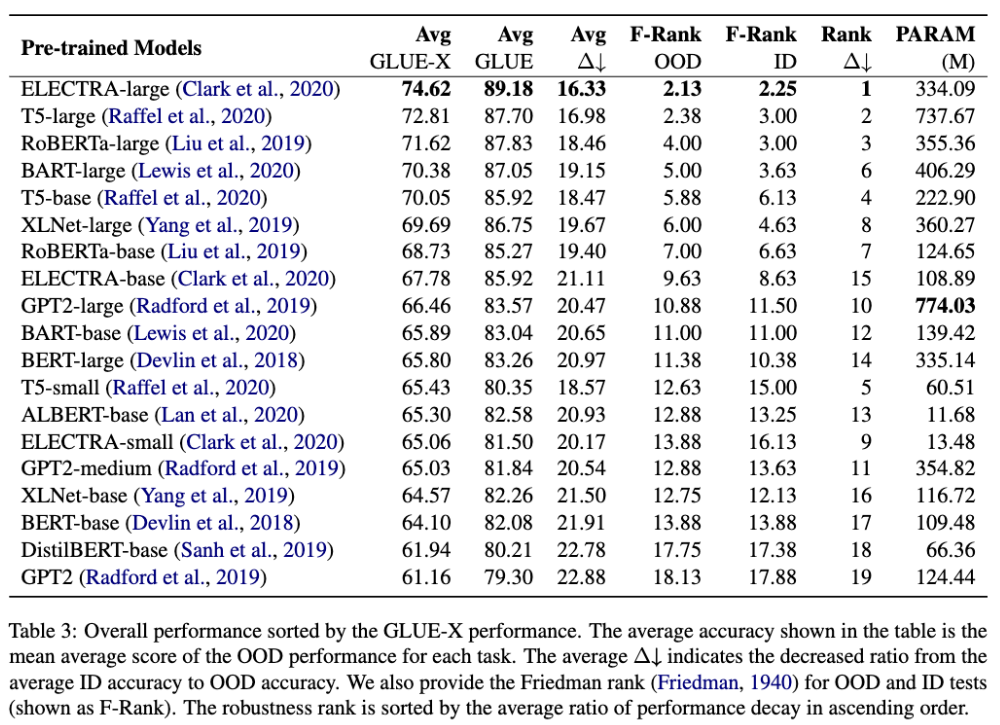 Pre-trained Models Avg GLUE-X Avg GLUE Avg Δ↓ F-Rank OOD F-Rank ID Rank Δ↓ PARAM (M)
ELECTRA-large (Clark et al., 2020) 74.62 89.18 16.33 2.13 2.25 1 334.09
T5-large (Raffel et al., 2020) 72.81 87.70 16.98 2.38 3.00 2 737.67
RoBERTa-large (Liu et al., 2019) 71.62 87.83 18.46 4.00 3.00 3 355.36
BART-large (Lewis et al., 2020) 70.38 87.05 19.15 5.00 3.63 6 406.29
T5-base (Raffel et al., 2020) 70.05 85.92 18.47 5.88 6.13 4 222.90
XLNet-large (Yang et al., 2019) 69.69 86.75 19.67 6.00 4.63 8 360.27
RoBERTa-base (Liu et al., 2019) 68.73 85.27 19.40 7.00 6.63 7 124.65
ELECTRA-base (Clark et al., 2020) 67.78 85.92 21.11 9.63 8.63 15 108.89
GPT2-large (Radford et al., 2019) 66.46 83.57 20.47 10.88 11.50 10 774.03
BART-base (Lewis et al., 2020) 65.89 83.04 20.65 11.00 11.00 12 139.42
BERT-large (Devlin et al., 2018) 65.80 83.26 20.97 11.38 10.38 14 335.14
T5-small (Raffel et al., 2020) 65.43 80.35 18.57 12.63 15.00 5 60.51
ALBERT-base (Lan et al., 2020) 65.30 82.58 20.93 12.88 13.25 13 11.68
ELECTRA-small (Clark et al., 2020) 65.06 81.50 20.17 13.88 16.13 9 13.48
GPT2-medium (Radford et al., 2019) 65.03 81.84 20.54 12.88 13.63 11 354.82
XLNet-base (Yang et al., 2019) 64.57 82.26 21.50 12.75 12.13 16 116.72
BERT-base (Devlin et al., 2018) 64.10 82.08 21.91 13.88 13.88 17 109.48
DistilBERT-base (Sanh et al., 2019) 61.94 80.21 22.78 17.75 17.38 18 66.36
GPT2 (Radford et al., 2019) 61.16 79.30 22.88 18.13 17.88 19 124.44
Table 3: Overall performance sorted by the GLUE-X performance. The average accuracy shown in the table is the
mean average score of the OOD performance for each task. The average Δ↓ indicates the decreased ratio from the
average ID accuracy to OOD accuracy. We also provide the Friedman rank (Friedman, 1940) for OOD and ID tests
(shown as F-Rank). The robustness rank is sorted by the average ratio of performance decay in ascending order.